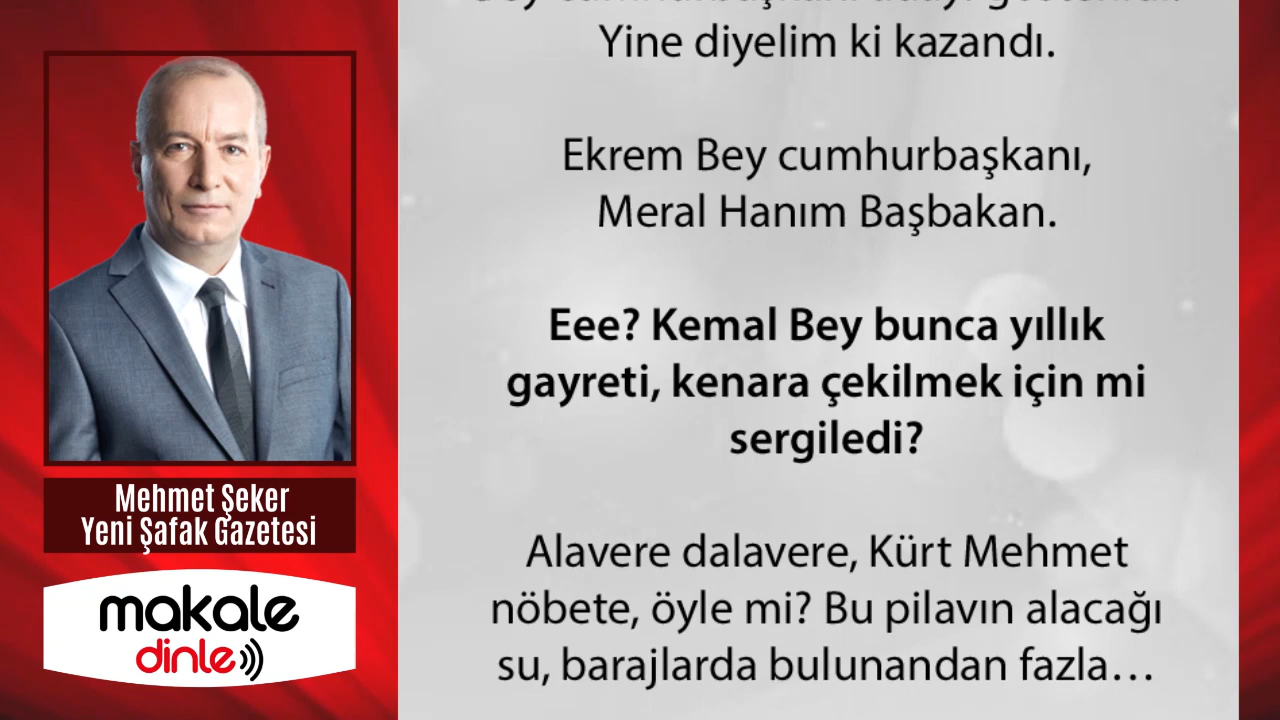 Yine diyelim ki kazandı.
Ekrem Bey cumhurbaşkanı,
Meral Hanım Başbakan.
Eee? Kemal Bey bunca yıllık
gayreti, kenara çekilmek için mi
sergiledi?
Alavere dalavere, Kürt Mehmet
nöbete, öyle mi? Bu pilavın alacağı
su, barajlarda bulunandan fazla…
Mehmet Şeker
Yeni Şafak Gazetesi
makale
dinle